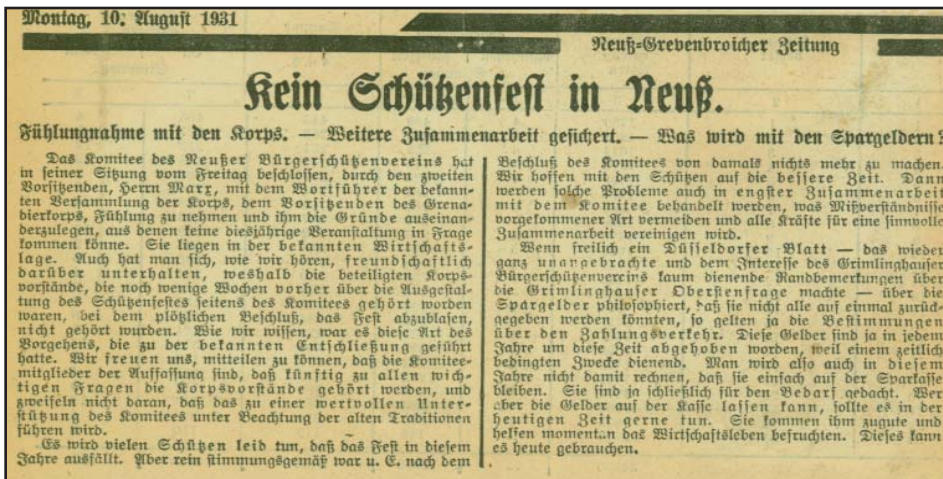 Montag, 10. August 1931
Neuß-Grevenbroicher Zeitung
Kein Schützenfest in Neuß.
Fühlungnahme mit den Korps. — Weitere Zusammenarbeit gesichert. — Was wird mit den Spargeldern?
Das Komitee des Neußer Bürgerschützenvereins hat
in seiner Sitzung vom Freitag beschlossen, durch den zweiten
Vorsitzenden, Herrn Marx, mit dem Wortführer der bekann-
ten Versammlung der Korps, dem Vorsitzenden des Grena-
dierkorps, Fühlung zu nehmen und ihm die Gründe auseinan-
derzulegen, aus denen keine diesjährige Veranstaltung in Frage
kommen könne. Sie liegen in der bekannten Wirtschafts-
lage. Auch hat man sich, wie wir hören, freundschaftlich
darüber unterhalten, weshalb die beteiligten Korps-
vorstände, die noch wenige Wochen vorher über die Ausgestal-
tung des Schützenfestes seitens des Komitees gehört worden
waren, bei dem plötzlichen Beschluß, das Fest abzublasen,
nicht gehört wurden. Wie wir wissen, war es diese Art des
Vorgehens, die zu der bekannten Entschließung geführt
hatte. Wir freuen uns, mitteilen zu können, daß die Komitee-
mitglieder der Auffassung sind, daß künftig zu allen wich-
tigen Fragen die Korpsvorstände gehört werden, und
zweifeln nicht daran, daß das zu einer wertvollen Unter-
stützung des Komitees unter Beachtung der alten Traditionen
führen wird.
Es wird vielen Schützen leid tun, daß das Fest in diesem
Jahre ausfällt. Aber rein stimmungsgemäß war u. E. nach dem
Beschluß des Komitees von damals nichts mehr zu machen.
Wir hoffen mit den Schützen auf die bessere Zeit. Dann
werden solche Probleme auch in engster Zusammenarbeit
mit dem Komitee behandelt werden, was Mißverständnisse
vorgekommener Art vermeiden und alle Kräfte für eine sinnvolle
Zusammenarbeit vereinigen wird.
Wenn freilich ein Düsseldorfer Blatt — das wieder
ganz unangebrachte und dem Interesse des Grimlinghauser
Bürgerschützenvereins kaum dienende Randbemerkungen über
die Grimlinghauser Oberstenfrage machte — über die
Spargelder philosophiert, daß sie nicht alle auf einmal zurück-
gegeben werden könnten, so gelten ja die Bestimmungen
über den Zahlungsverkehr. Diese Gelder sind ja in jedem
Jahre um diese Zeit abgehoben worden, weil einem zeitlich
bedingten Zwecke dienend. Man wird also auch in diesem
Jahre nicht damit rechnen, daß sie einfach auf der Sparkasse
bleiben. Sie sind ja schließlich für den Bedarf gedacht. Wer
aber die Gelder auf der Kasse lassen kann, sollte es in der
heutigen Zeit gerne tun. Sie kommen ihm zugute und
helfen momentan das Wirtschaftsleben befruchten. Dieses kann
es heute gebrauchen.